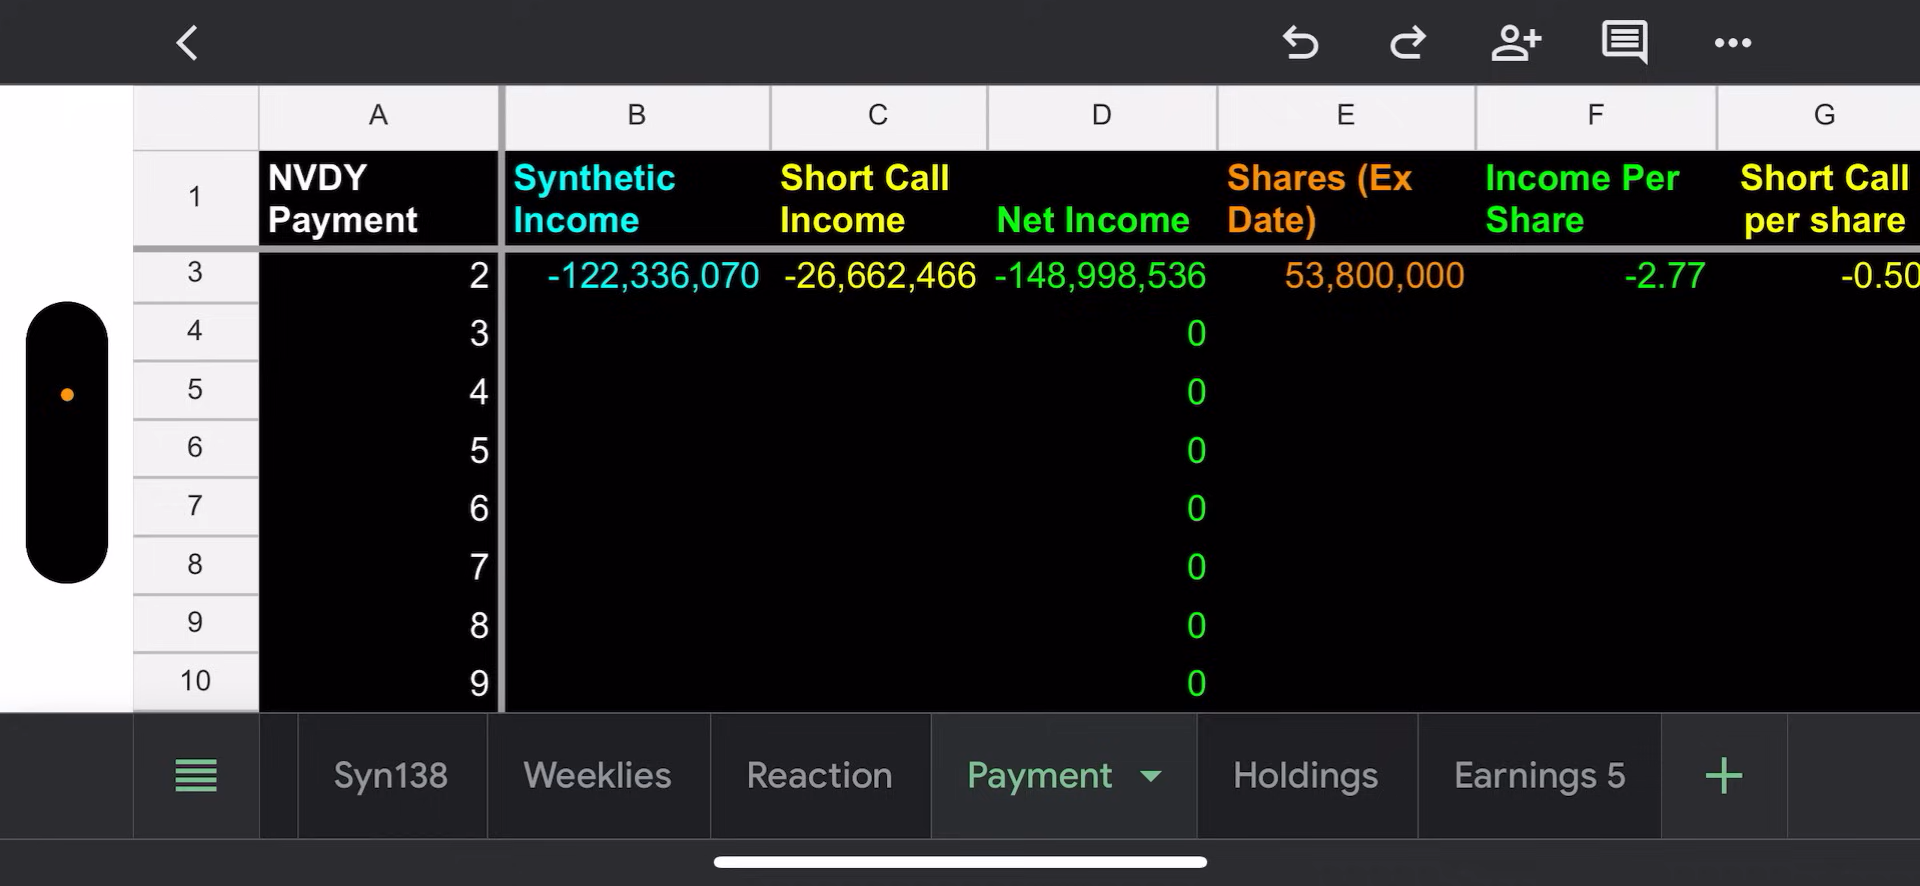 A B C D E F G
1 NVDY Payment Synthetic Income Short Call Income Net Income Shares (Ex Date) Income Per Share Short Call per share
3 2 -122,336,070 -26,662,466 -148,998,536 53,800,000 -2.77 -0.50
4 3 0
5 4 0
6 5 0
7 6 0
8 7 0
9 8 0
10 9 0
Syn138 Weeklies Reaction Payment Holdings Earnings 5